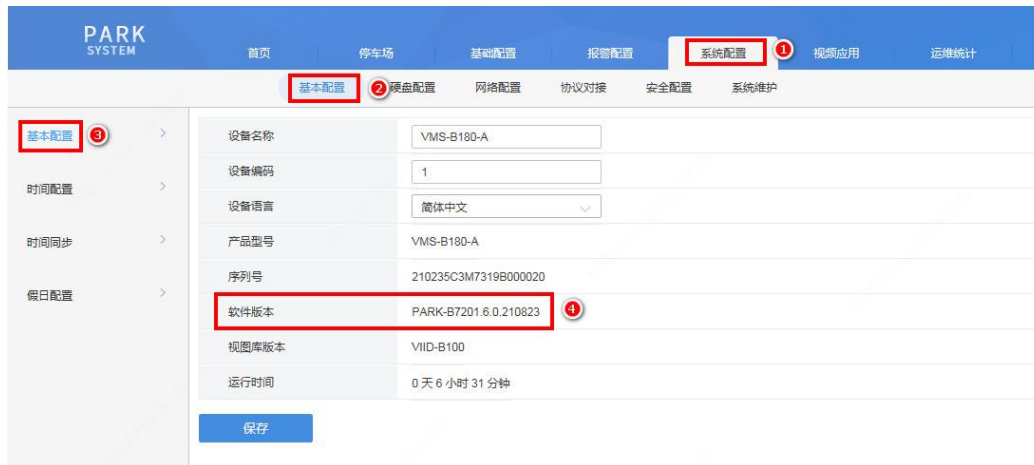 PARK
SYSTEM
首页 停车场 基础配置 报警配置 系统配置 1 视频应用 运维统计
基本配置 2 硬盘配置 网络配置 协议对接 安全配置 系统维护
基本配置 3
时间配置
时间同步
假日配置
设备名称 VMS-B180-A
设备编码 1
设备语言 简体中文
产品型号 VMS-B180-A
序列号 210235C3M7319B000020
软件版本 PARK-B7201.6.0.210823 4
视图库版本 VIID-B100
运行时间 0 天 6 小时 31 分钟
保存